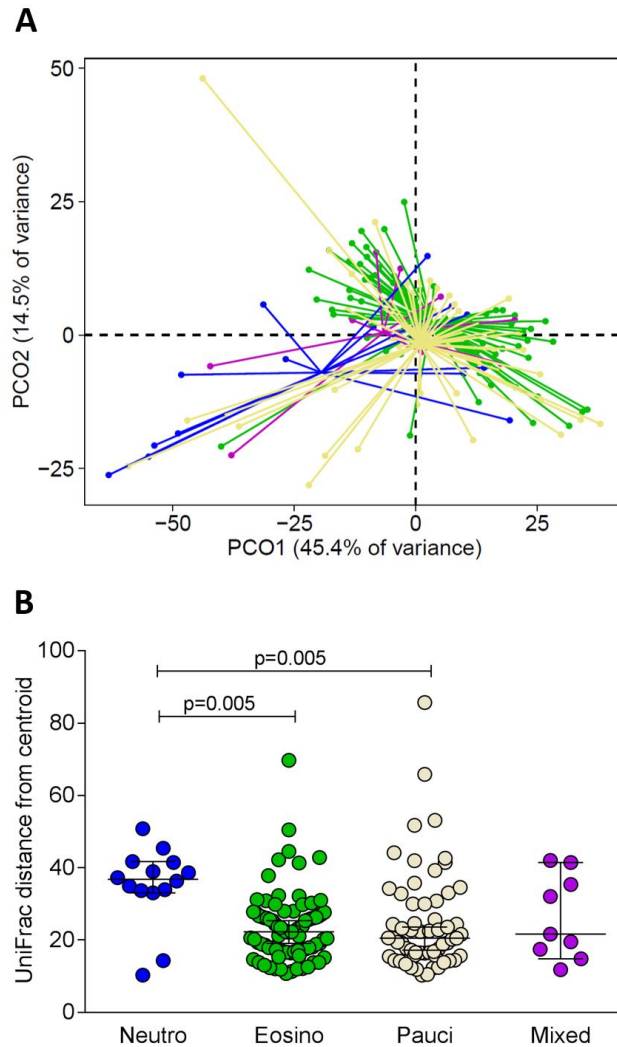 A
50
25
0
−25
PCO2 (14.5% of variance)
−50
−25
0
25
PCO1 (45.4% of variance)
B
100
80
60
40
20
0
UniFrac distance from centroid
p=0.005
p=0.005
Neutro
Eosino
Pauci
Mixed